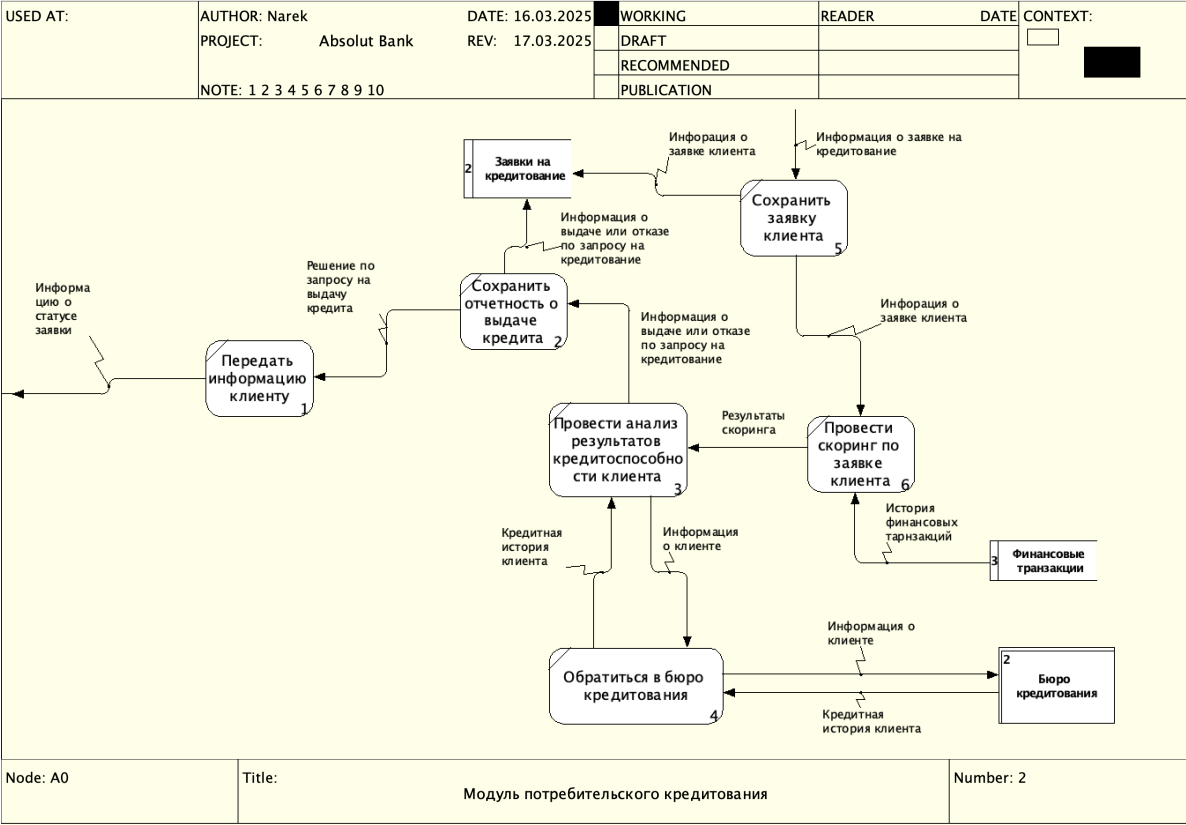 USED AT:
AUTHOR: Narek
DATE: 16.03.2025
PROJECT: Absolut Bank
REV: 17.03.2025
NOTE: 1 2 3 4 5 6 7 8 9 10
WORKING
DRAFT
RECOMMENDED
PUBLICATION
READER
DATE
CONTEXT:
Инфорация о
заявке клиента
Информация о заявке на
кредитование
2
Заявки на
кредитование
Сохранить
заявку
клиента
5
Информация о
выдаче или отказе
по запросу на
кредитование
Решение по
запросу на
выдачу
кредита
Информа
цию о
статусе
заявки
Сохранить
отчетность о
выдаче
кредита
2
Инфорация о
заявке клиента
Информация о
выдаче или отказе
по запросу на
кредитование
Передать
информацию
клиенту
1
Провести анализ
результатов
кредитоспособно
сти клиента
3
Результаты
скоринга
Провести
скоринг по
заявке
клиента
6
История
финансовых
тарнзакций
Кредитная
история
клиента
Информация
о клиенте
3
Финансовые
транзакции
Информация о
клиенте
Обратиться в бюро
кредитования
4
2
Бюро
кредитования
Кредитная
история клиента
Node: A0
Title:
Модуль потребительского кредитования
Number: 2